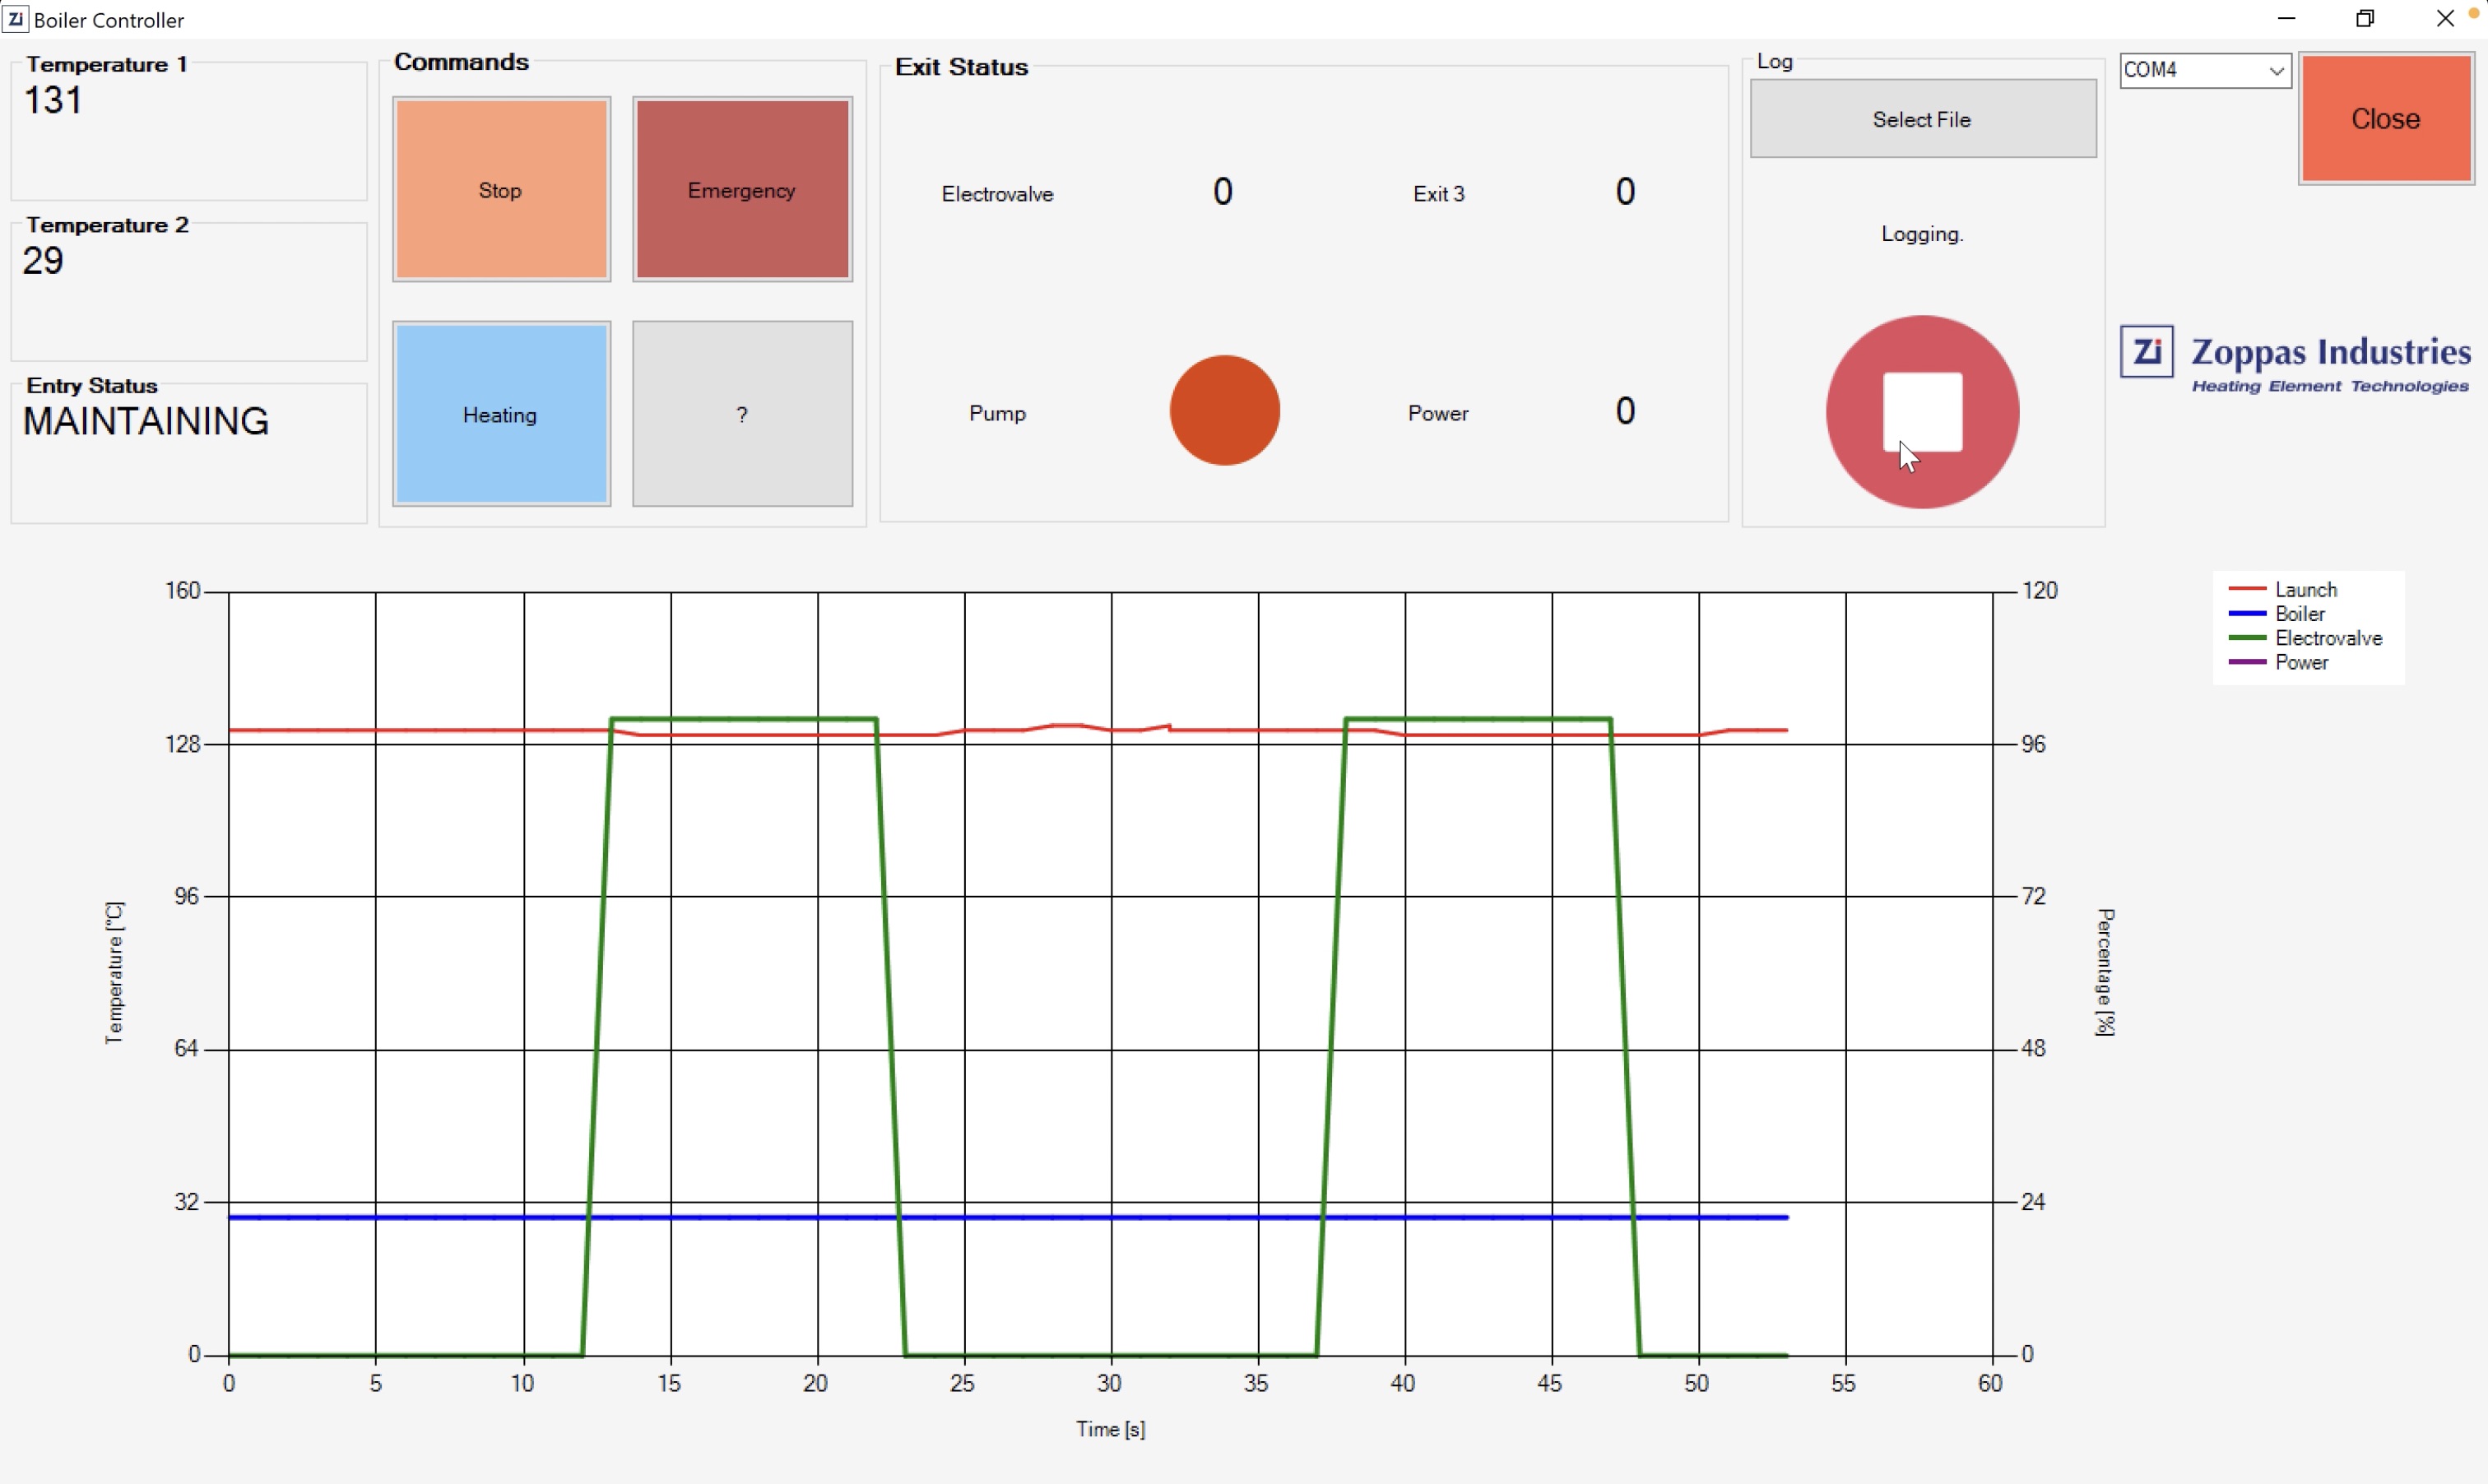 Zi Boiler Controller
Temperature 1
131
Temperature 2
29
Entry Status
MAINTAINING
Commands
Stop
Emergency
Heating
?
Exit Status
Electrovalve 0 Exit 3 0
Pump Power 0
Log
Select File
Logging.
COM4
Close
Zi Zoppas Industries
Heating Element Technologies
160
128
96
64
32
0
Temperature [°C]
0 5 10 15 20 25 30 35 40 45 50 55 60
Time [s]
120
96
72
48
24
0
Percentage [%]
Launch
Boiler
Electrovalve
Power